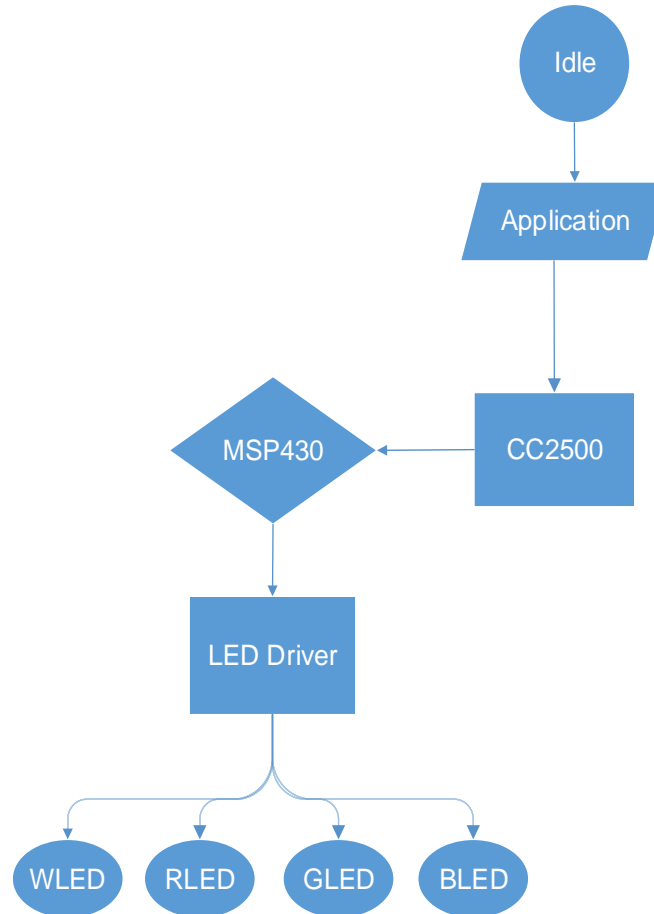 Idle
Application
CC2500
MSP430
LED Driver
WLED
RLED
GLED
BLED